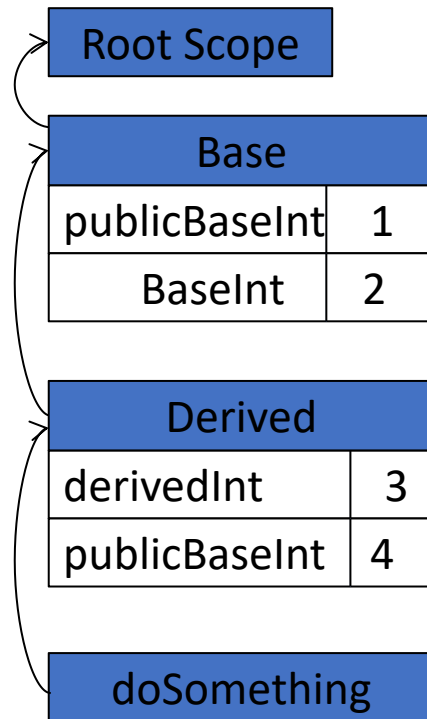 Root Scope
Base
publicBaseInt 1
BaseInt 2
Derived
derivedInt 3
publicBaseInt 4
doSomething